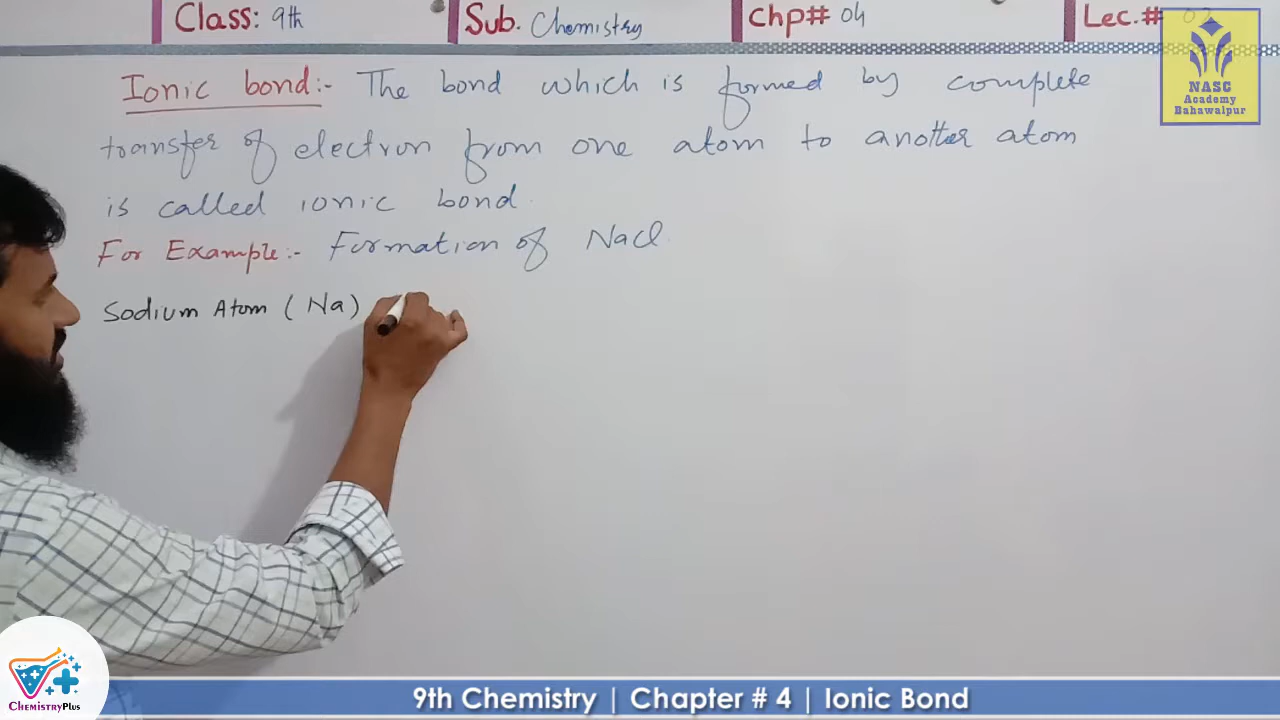 Class: 9th Sub. Chemistry Chp# 04 Lec.#
NASC
Academy
Bahawalpur
Ionic bond:- The bond which is formed by complete
transfer of electron from one atom to another atom
is called ionic bond.
For Example:- Formation of NaCl.
Sodium Atom (Na)
ChemistryPlus
9th Chemistry | Chapter # 4 | Ionic Bond